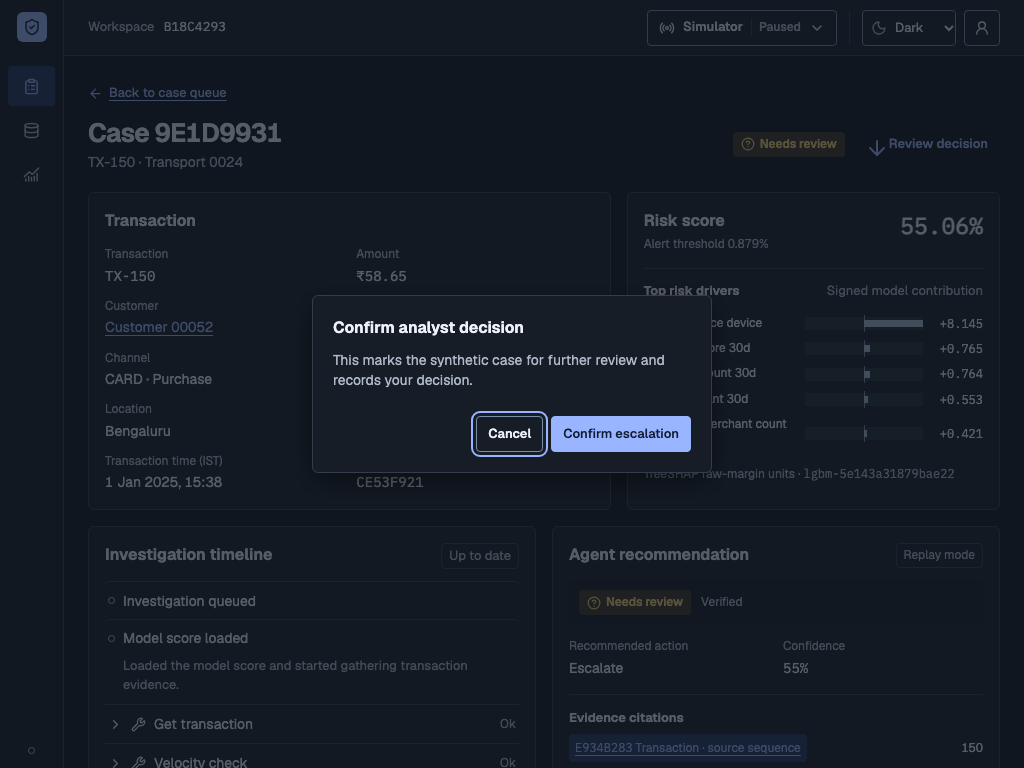 Workspace B18C4293
Simulator Paused
Dark
Back to case queue
Case 9E1D9931
TX-150 · Transport 0024
Needs review
Review decision
Transaction
Transaction
TX-150
Amount
₹58.65
Customer
Customer 00052
Channel
CARD · Purchase
Location
Bengaluru
Transaction time (IST)
1 Jan 2025, 15:38
CE53F921
Risk score
55.06%
Alert threshold 0.879%
Top risk drivers
Signed model contribution
device +8.145
30d +0.765
30d +0.764
30d +0.553
count +0.421
raw-margin units · lgbm-5e143a31879bae22
Confirm analyst decision
This marks the synthetic case for further review and
records your decision.
Cancel
Confirm escalation
Investigation timeline
Up to date
Investigation queued
Model score loaded
Loaded the model score and started gathering transaction
evidence.
Get transaction Ok
Velocity check Ok
Agent recommendation
Replay mode
Needs review Verified
Recommended action
Escalate
Confidence
55%
Evidence citations
E934B283 Transaction · source sequence 150